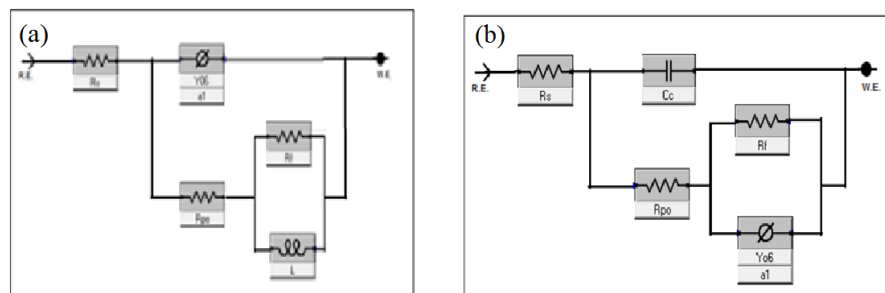 (a)
R.E.
Rs
Y06
a1
W.E.
Rf
Rpo
L
(b)
R.E.
Rs
Cc
W.E.
Rf
Rpo
Yo6
a1